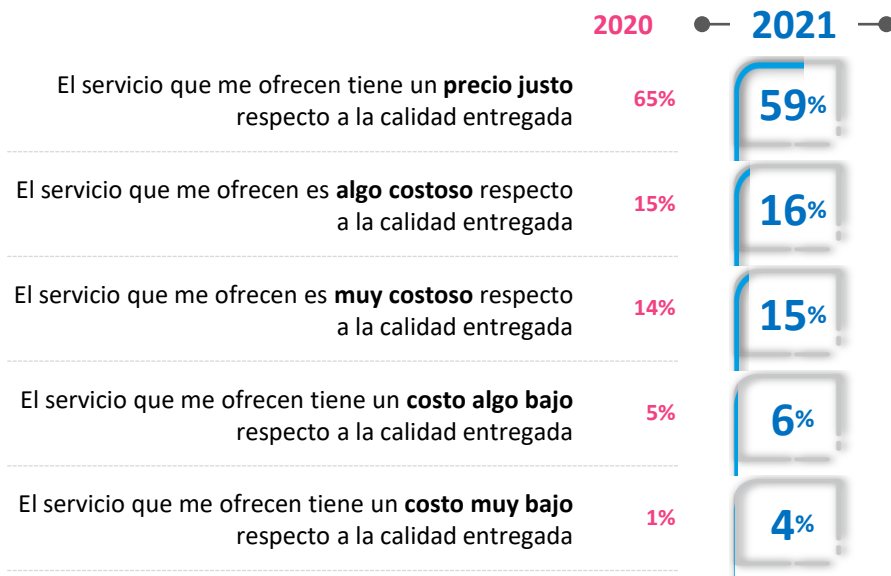 2020 2021
El servicio que me ofrecen tiene un precio justo
respecto a la calidad entregada
65%
59%
El servicio que me ofrecen es algo costoso respecto
a la calidad entregada
15%
16%
El servicio que me ofrecen es muy costoso respecto
a la calidad entregada
14%
15%
El servicio que me ofrecen tiene un costo algo bajo
respecto a la calidad entregada
5%
6%
El servicio que me ofrecen tiene un costo muy bajo
respecto a la calidad entregada
1%
4%